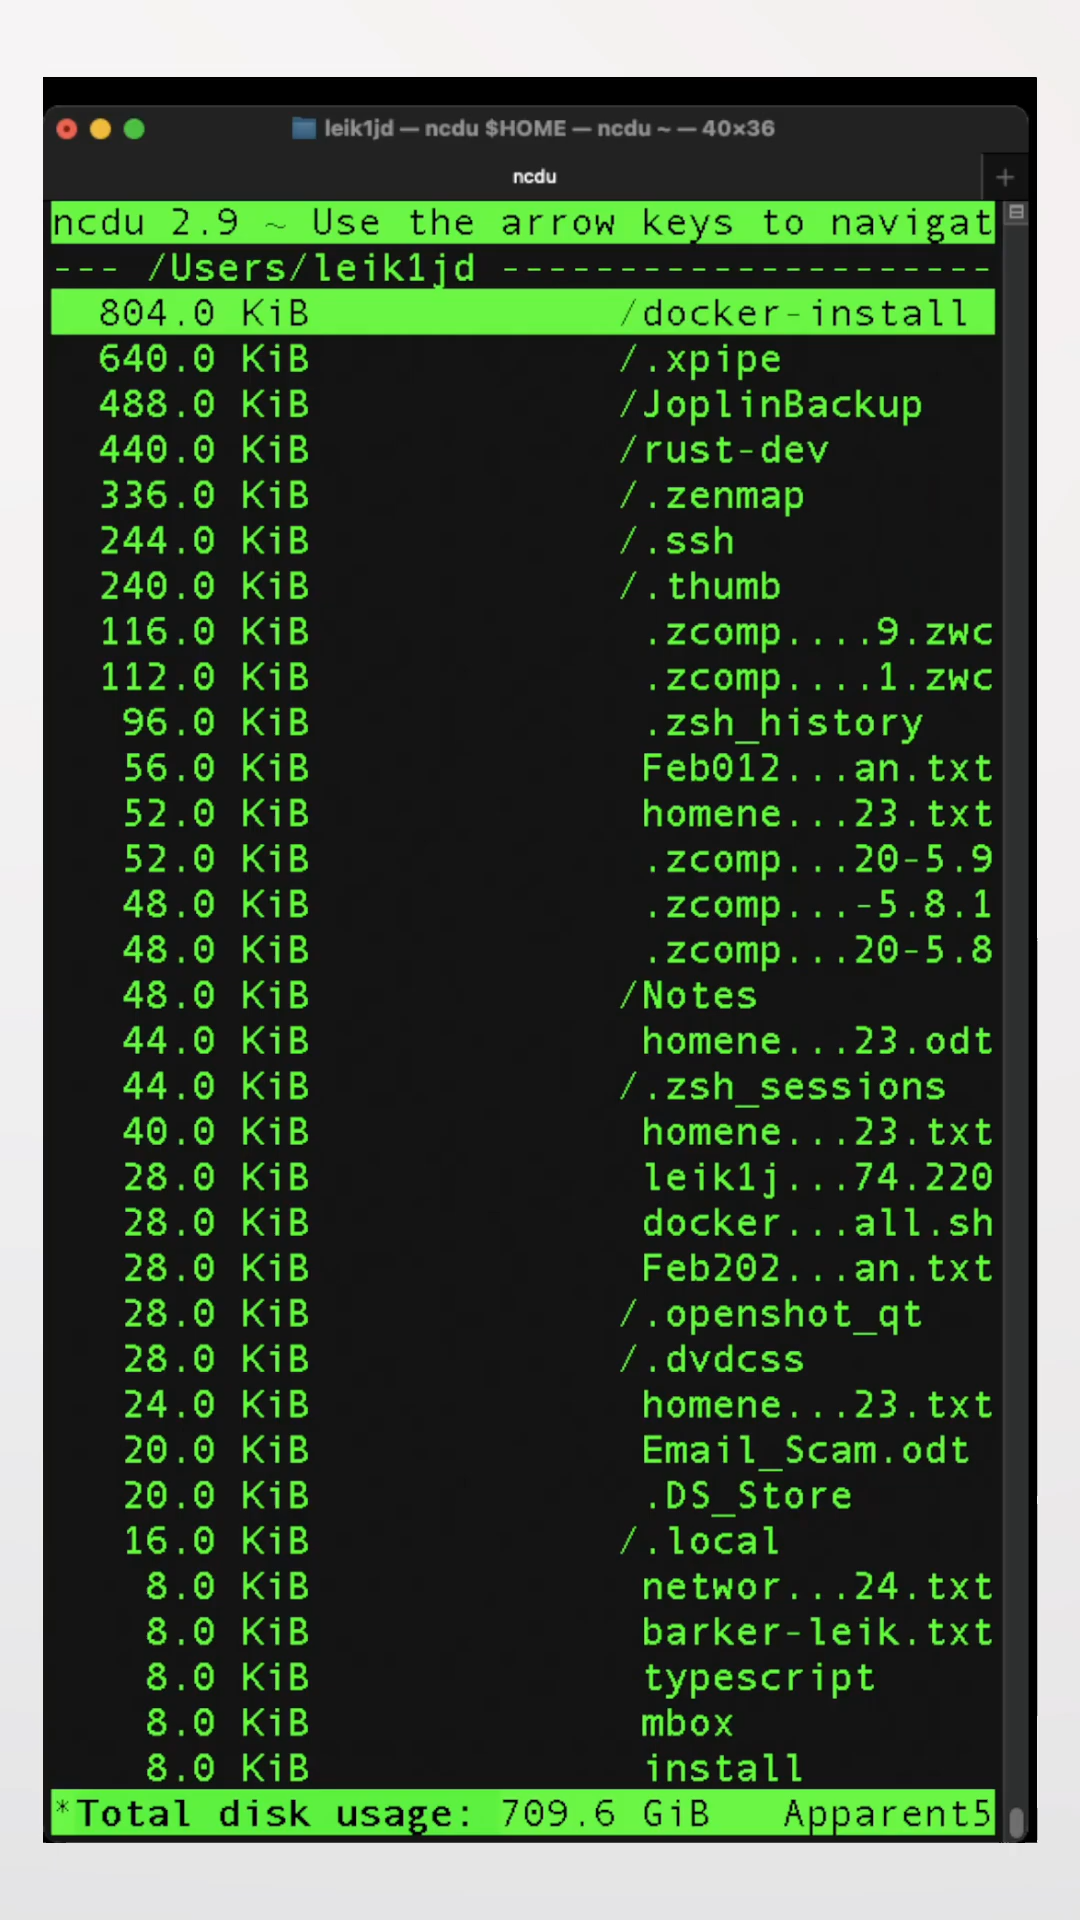 leik1jd — ncdu $HOME — ncdu ~ — 40×36
ncdu
ncdu 2.9 ~ Use the arrow keys to navigat
--- /Users/leik1jd ---------------------
804.0 KiB /docker-install
640.0 KiB /.xpipe
488.0 KiB /JoplinBackup
440.0 KiB /rust-dev
336.0 KiB /.zenmap
244.0 KiB /.ssh
240.0 KiB /.thumb
116.0 KiB .zcomp....9.zwc
112.0 KiB .zcomp....1.zwc
96.0 KiB .zsh_history
56.0 KiB Feb012...an.txt
52.0 KiB homene...23.txt
52.0 KiB .zcomp...20-5.9
48.0 KiB .zcomp...-5.8.1
48.0 KiB .zcomp...20-5.8
48.0 KiB /Notes
44.0 KiB homene...23.odt
44.0 KiB /.zsh_sessions
40.0 KiB homene...23.txt
28.0 KiB leik1j...74.220
28.0 KiB docker...all.sh
28.0 KiB Feb202...an.txt
28.0 KiB /.openshot_qt
28.0 KiB /.dvdcss
24.0 KiB homene...23.txt
20.0 KiB Email_Scam.odt
20.0 KiB .DS_Store
16.0 KiB /.local
8.0 KiB networ...24.txt
8.0 KiB barker-leik.txt
8.0 KiB typescript
8.0 KiB mbox
8.0 KiB install
*Total disk usage: 709.6 GiB Apparent5